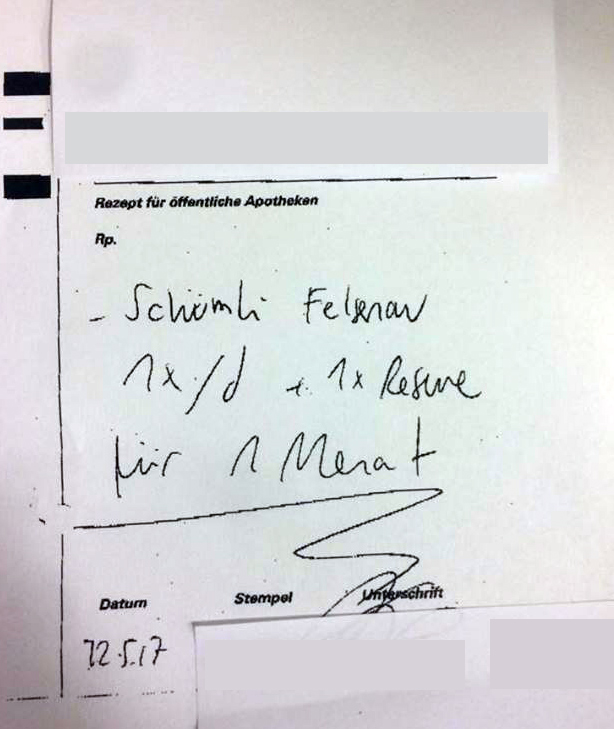 Rezept für öffentliche Apotheken
Rp.
- Schümli Felsenau
1x/d + 1x Reserve
für 1 Monat
Datum Stempel Unterschrift
12.5.17